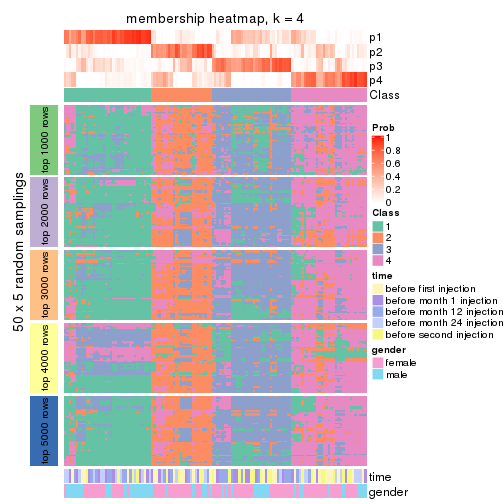 membership heatmap, k = 4
p1
p2
p3
p4
Class
50 x 5 random samplings
top 1000 rows
top 2000 rows
top 3000 rows
top 4000 rows
top 5000 rows
time
gender
Prob
1
0.8
0.6
0.4
0.2
0
Class
1
2
3
4
time
before first injection
before month 1 injection
before month 12 injection
before month 24 injection
before second injection
gender
female
male